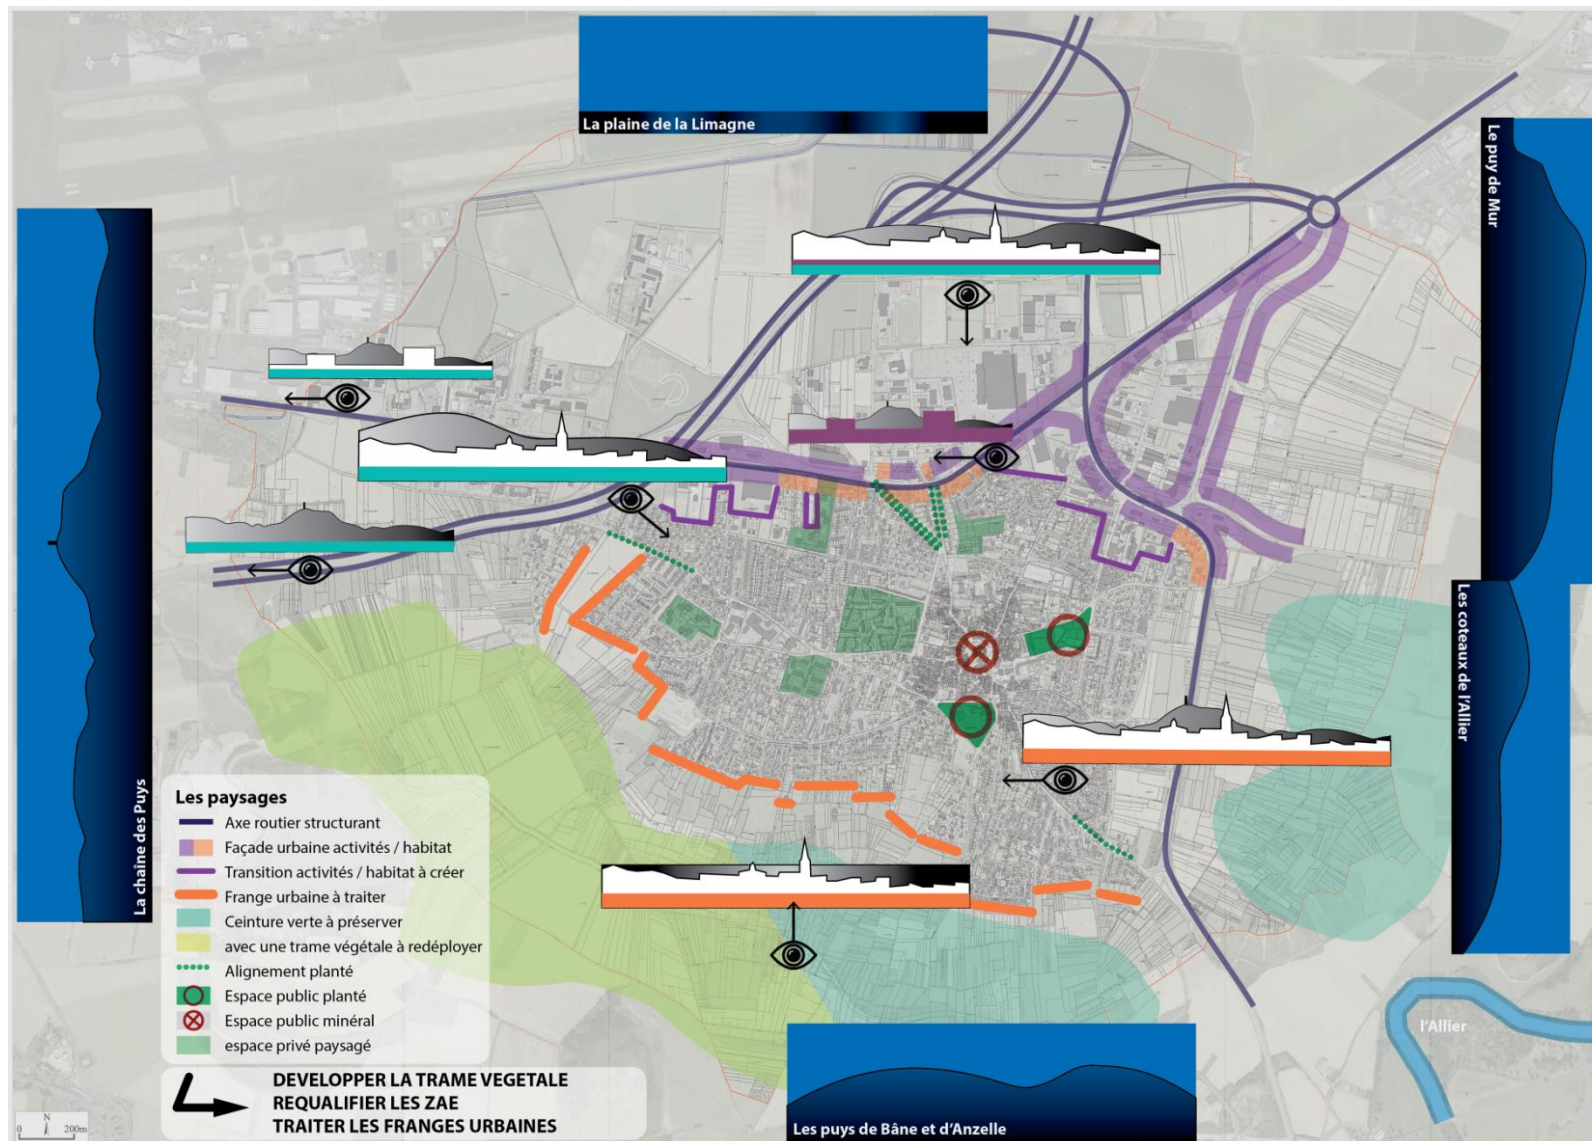 La plaine de la Limagne
Le puy de Mur
La chaîne des Puys
Les coteaux de l'Allier
Les paysages
Axe routier structurant
Façade urbaine activités / habitat
Transition activités / habitat à créer
Frange urbaine à traiter
Ceinture verte à préserver
avec une trame végétale à redéployer
Alignement planté
Espace public planté
Espace public minéral
espace privé paysagé
l'Allier
DEVELOPPER LA TRAME VEGETALE
REQUALIFIER LES ZAE
TRAITER LES FRANGES URBAINES
N
0 200m
Les puys de Bâne et d'Anzelle